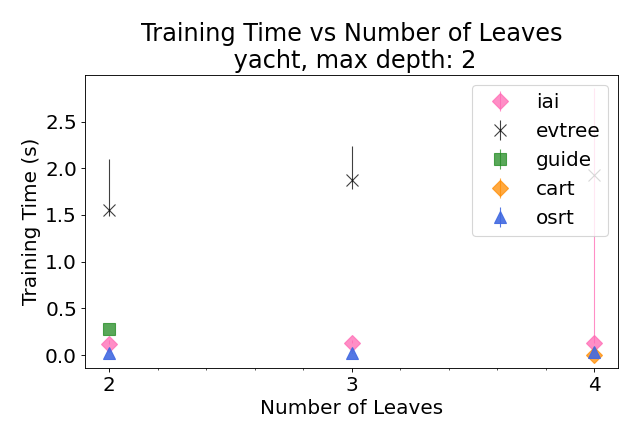 Training Time vs Number of Leaves
yacht, max depth: 2
Training Time (s)
2.5
2.0
1.5
1.0
0.5
0.0
2
3
4
Number of Leaves
iai
evtree
guide
cart
osrt